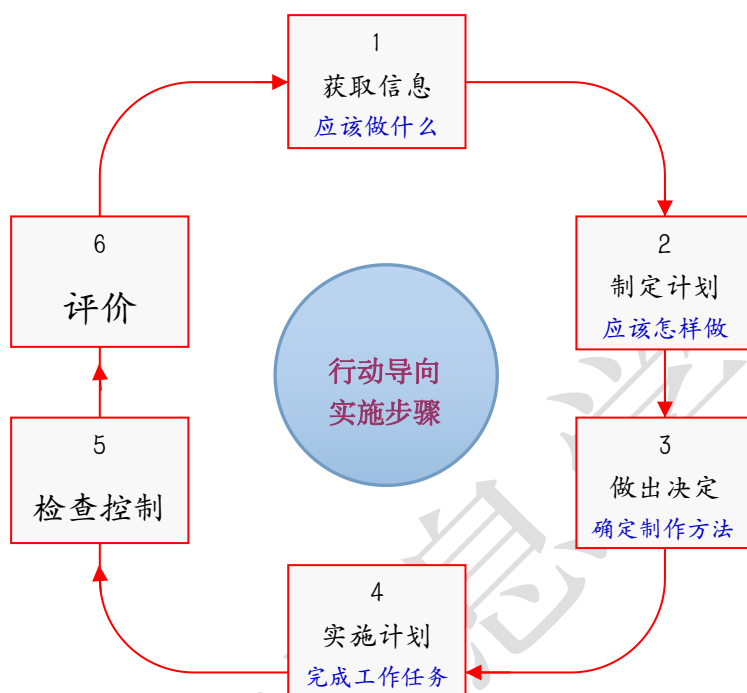 1
获取信息
应该做什么
2
制定计划
应该怎样做
3
做出决定
确定制作方法
4
实施计划
完成工作任务
5
检查控制
6
评价
行动导向
实施步骤
息学